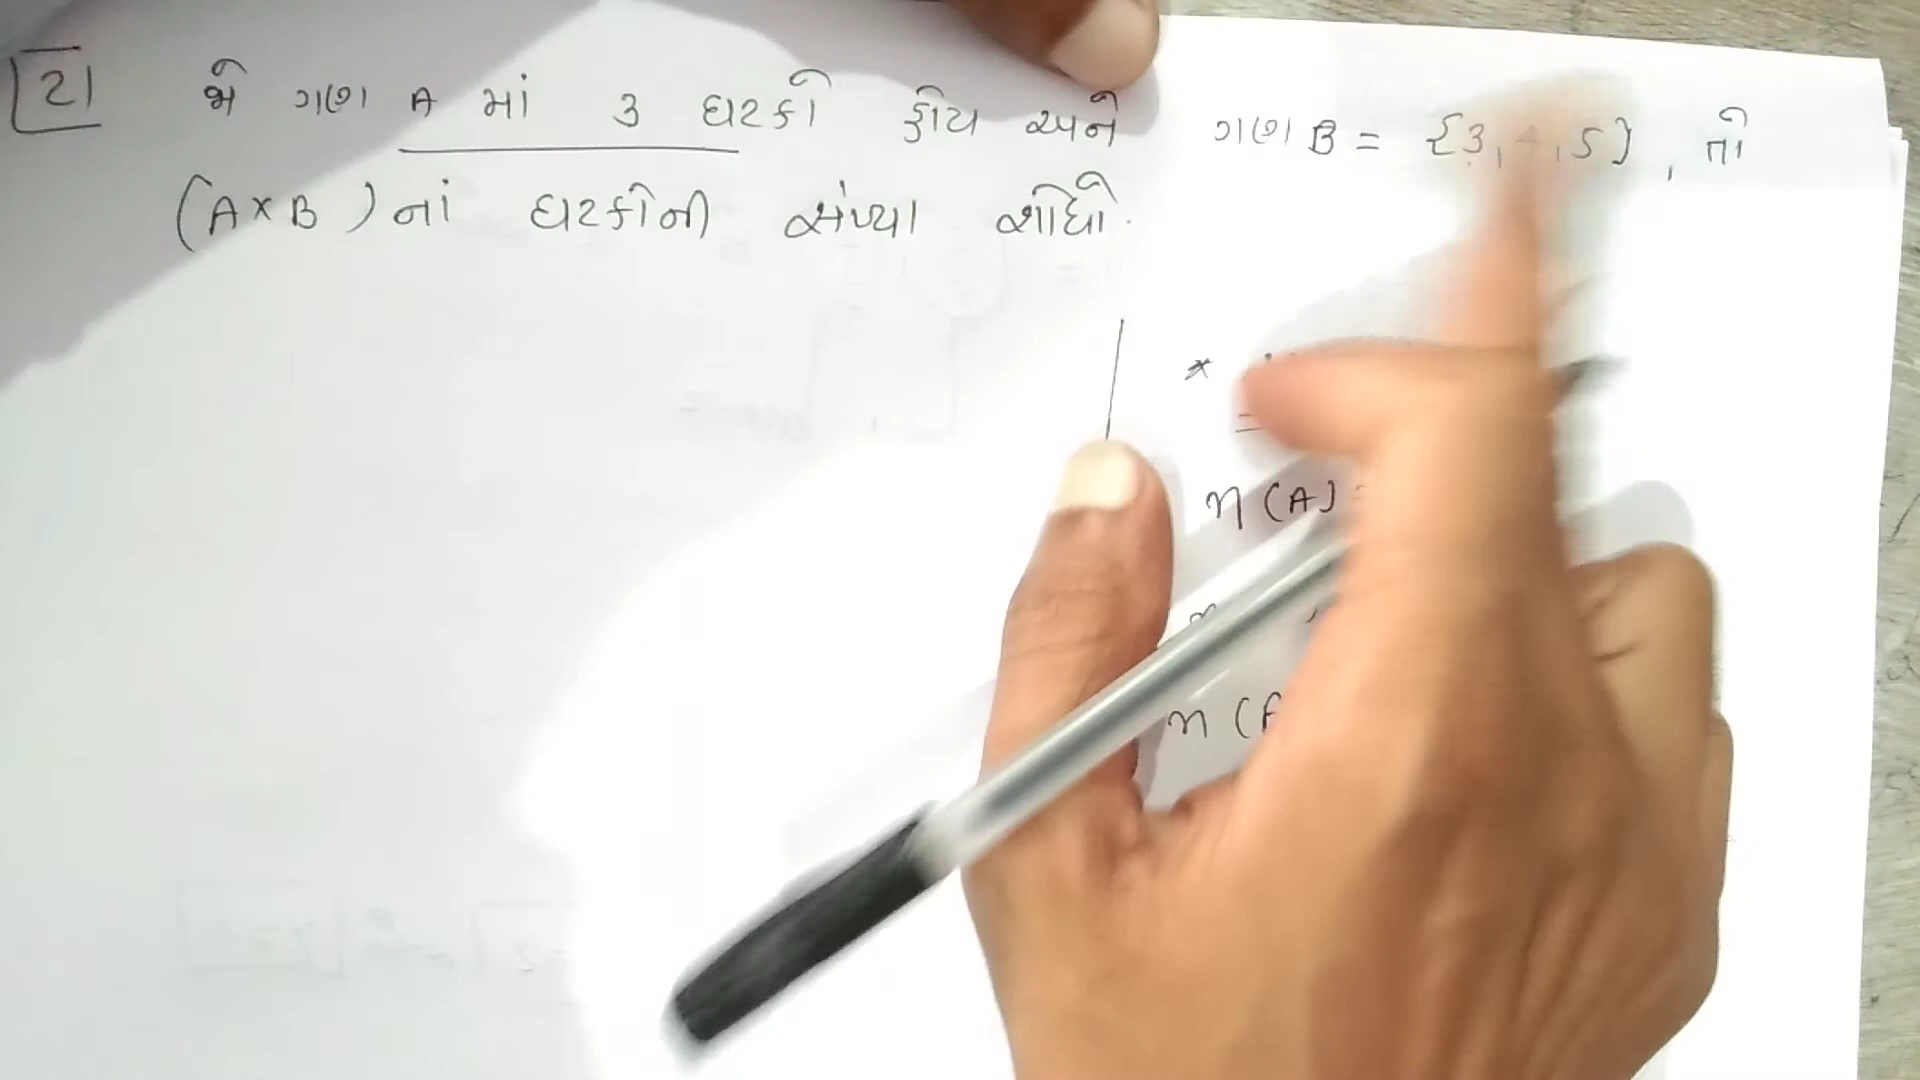 2) જો ગણ A માં 3 ઘટકો હોય અને ગણ B = {3, 4, 5}, તો
(A × B) નાં ઘટકોની સંખ્યા શોધો.
*
n (A) =
n (A